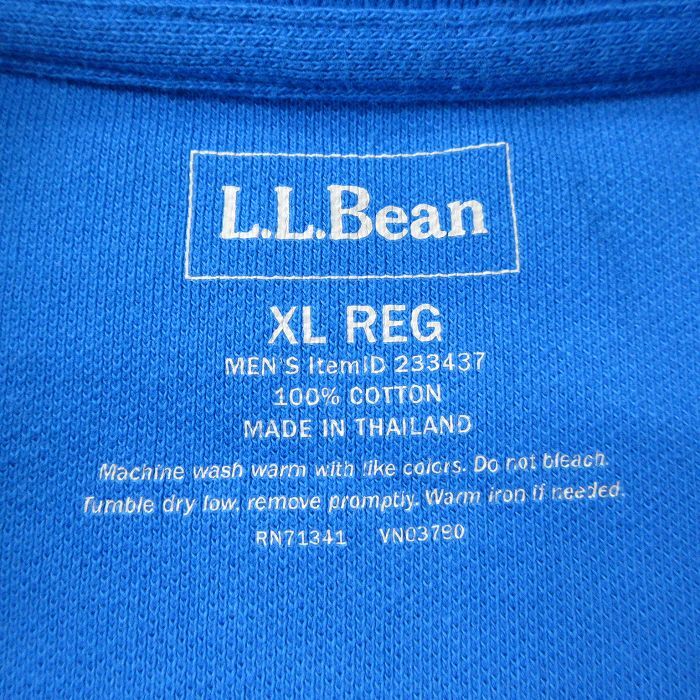 L.L.Bean
XL REG
MEN'S ItemID 233437
100% COTTON
MADE IN THAILAND
Machine wash warm with like colors. Do not bleach.
Tumble dry low, remove promptly. Warm iron if needed.
RN71341 VN03790